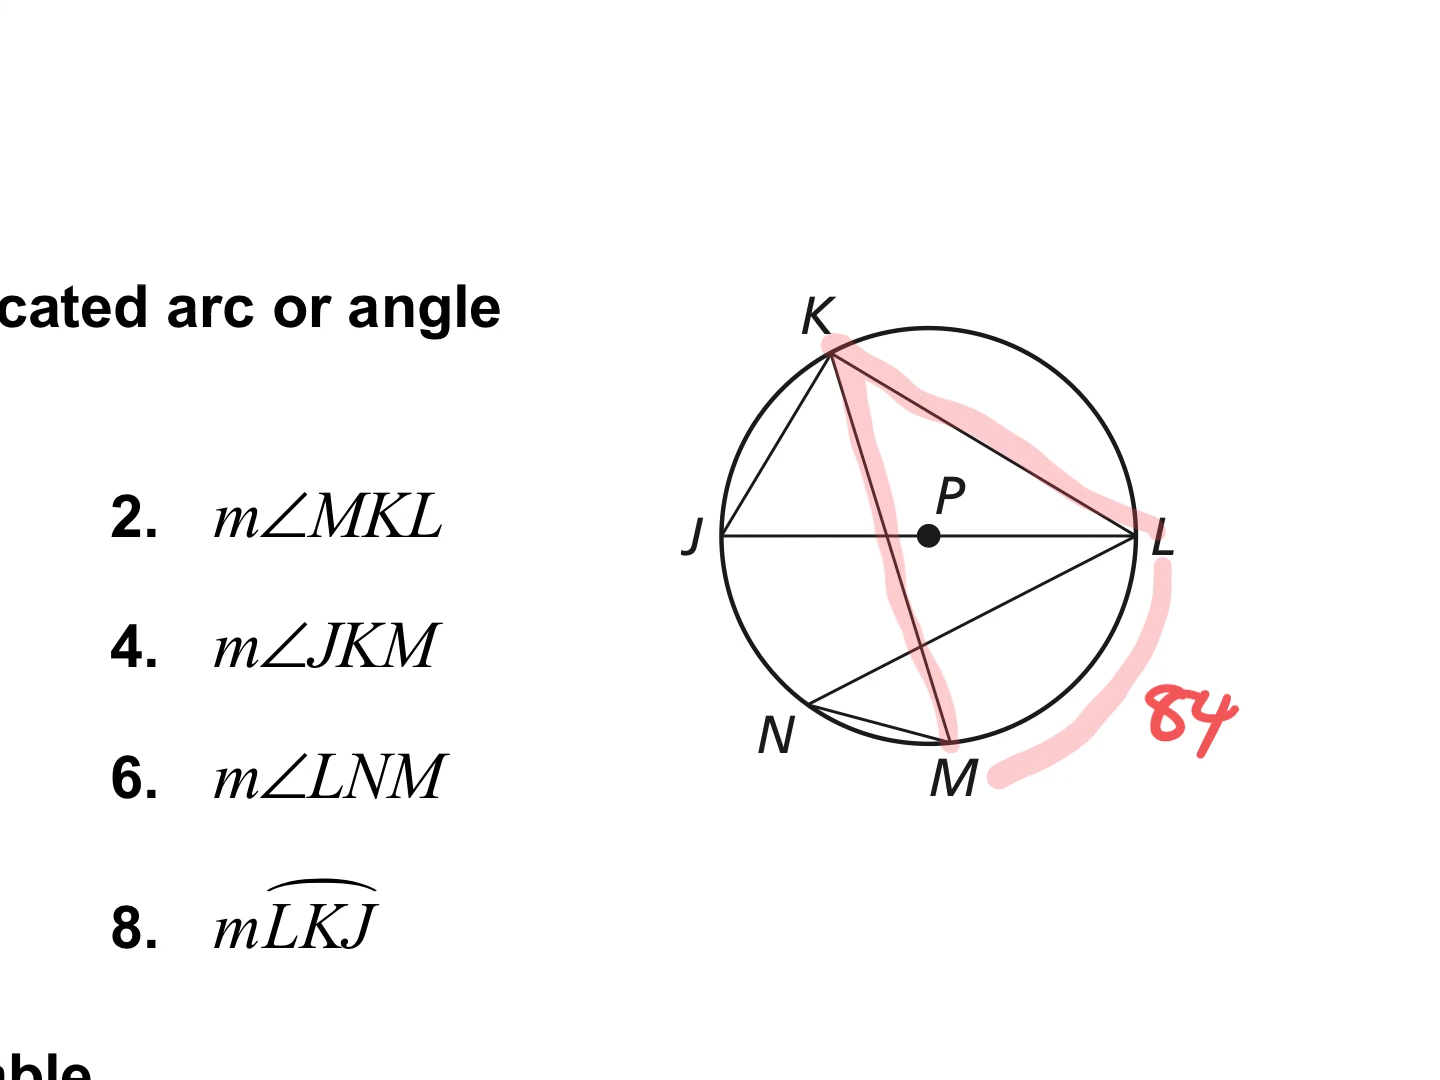 cated arc or angle
2. m∠MKL
4. m∠JKM
6. m∠LNM
8. mLKJ
K
P
J
L
N
M
84